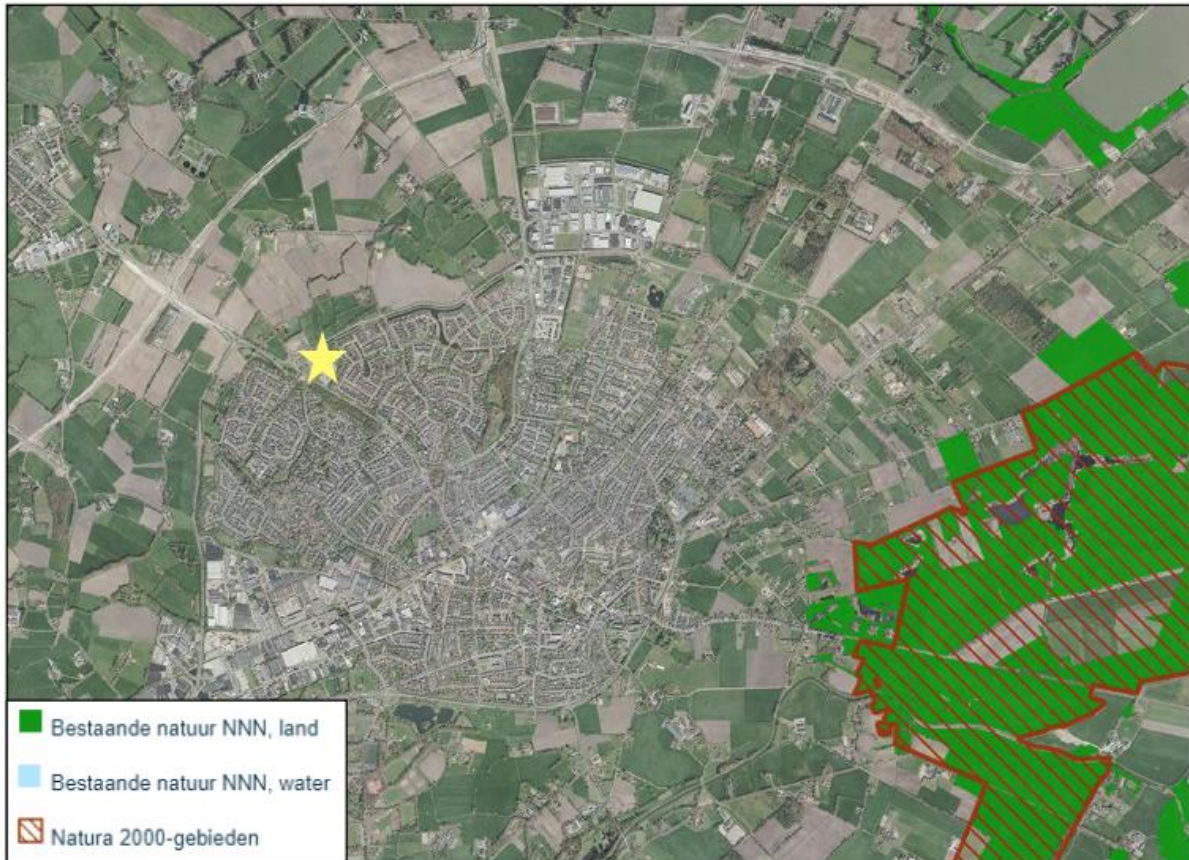 Bestaande natuur NNN, land
Bestaande natuur NNN, water
Natura 2000-gebieden